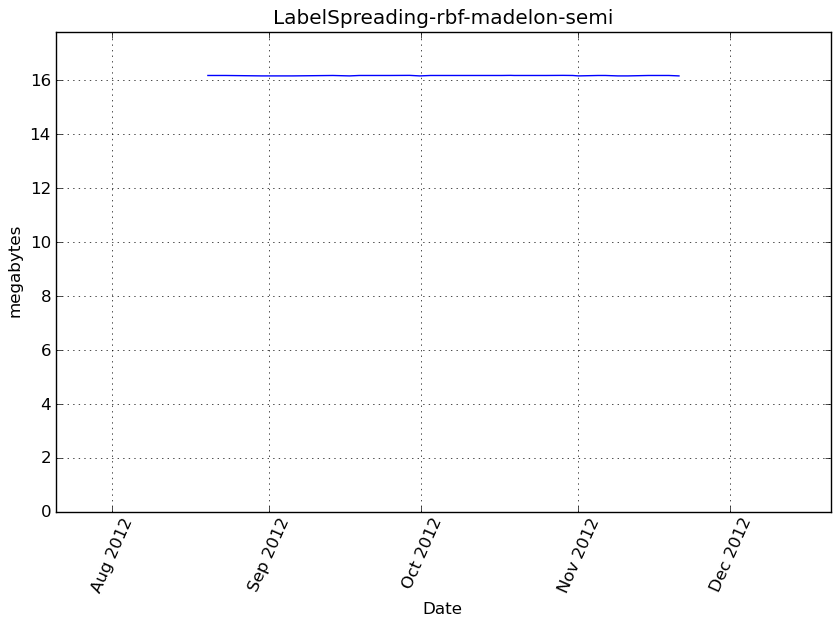 LabelSpreading-rbf-madelon-semi
megabytes
16
14
12
10
8
6
4
2
0
Aug 2012
Sep 2012
Oct 2012
Nov 2012
Dec 2012
Date